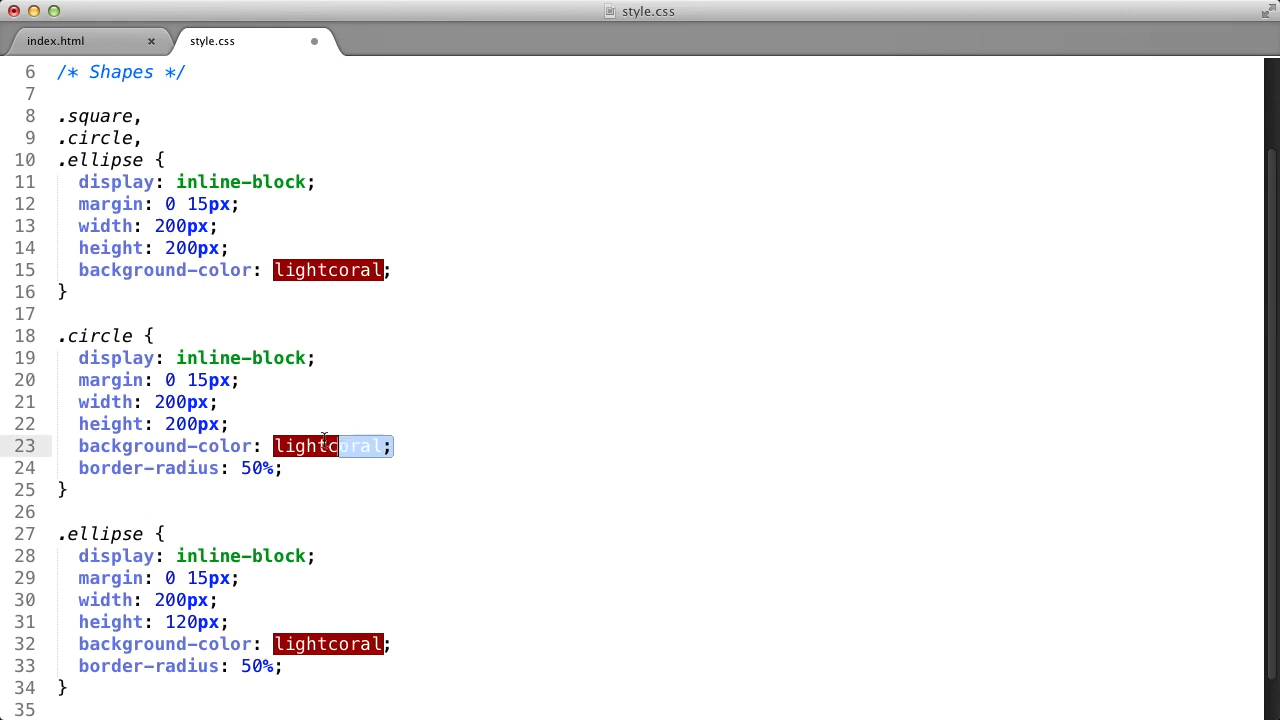 style.css
index.html × style.css
6 /* Shapes */
7
8 .square,
9 .circle,
10 .ellipse {
11 display: inline-block;
12 margin: 0 15px;
13 width: 200px;
14 height: 200px;
15 background-color: lightcoral;
16 }
17
18 .circle {
19 display: inline-block;
20 margin: 0 15px;
21 width: 200px;
22 height: 200px;
23 background-color: lightcoral;
24 border-radius: 50%;
25 }
26
27 .ellipse {
28 display: inline-block;
29 margin: 0 15px;
30 width: 200px;
31 height: 120px;
32 background-color: lightcoral;
33 border-radius: 50%;
34 }
35